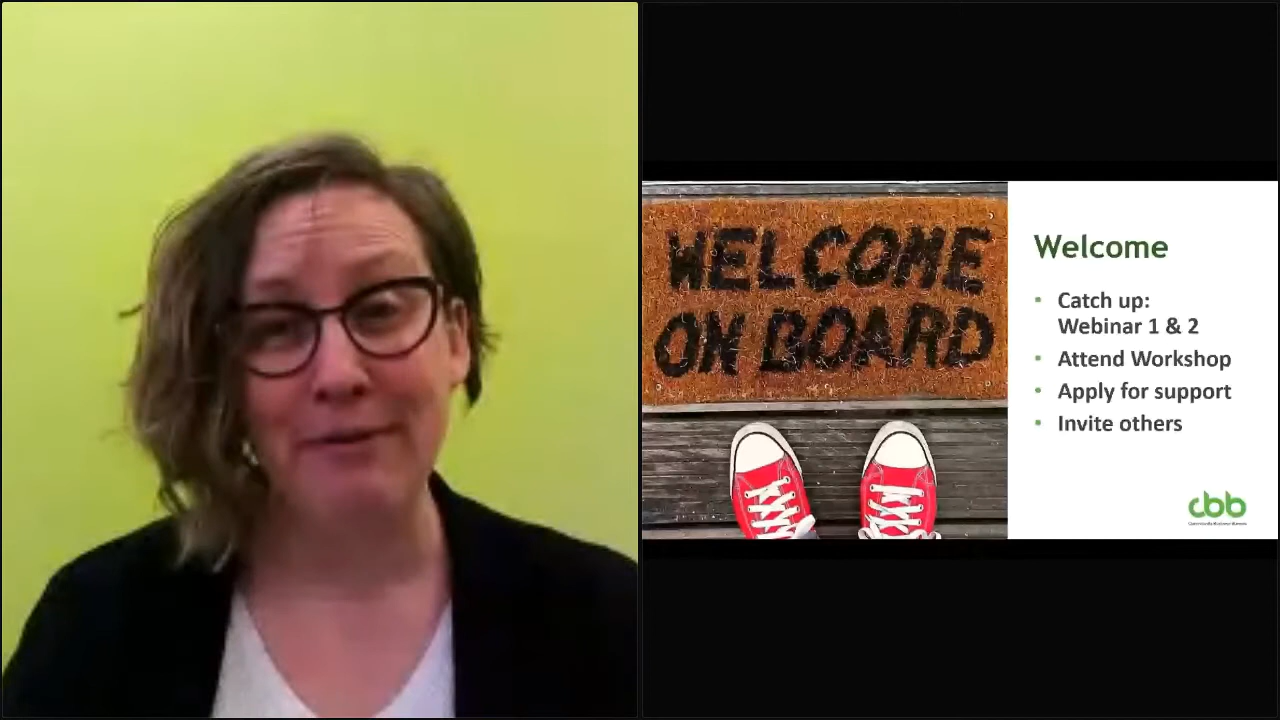 WELCOME
ON BOARD
Welcome
• Catch up:
Webinar 1 & 2
• Attend Workshop
• Apply for support
• Invite others
cbb